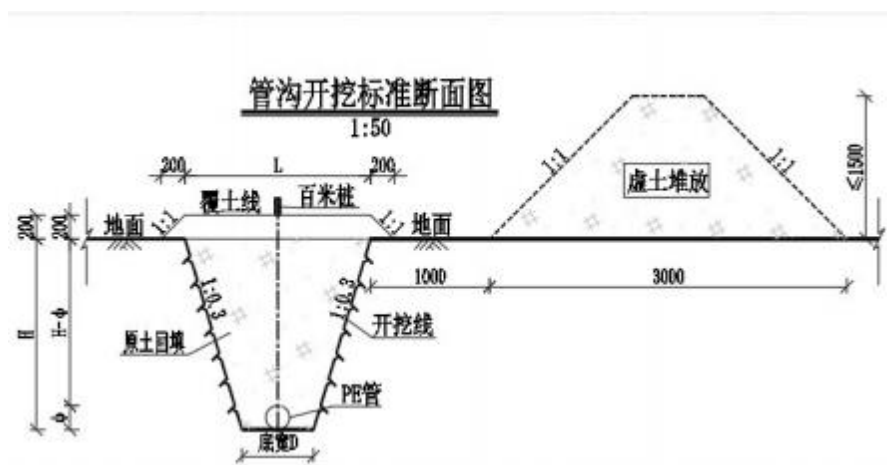 管沟开挖标准断面图
1:50
200
L
200
覆土线
百米桩
200
200
地面
1:1
1:1
地面
1:1
虚土堆放
1:1
≤1500
1000
3000
H
H-ф
1:0.3
1:0.3
原土回填
开挖线
PE管
ф
底宽D